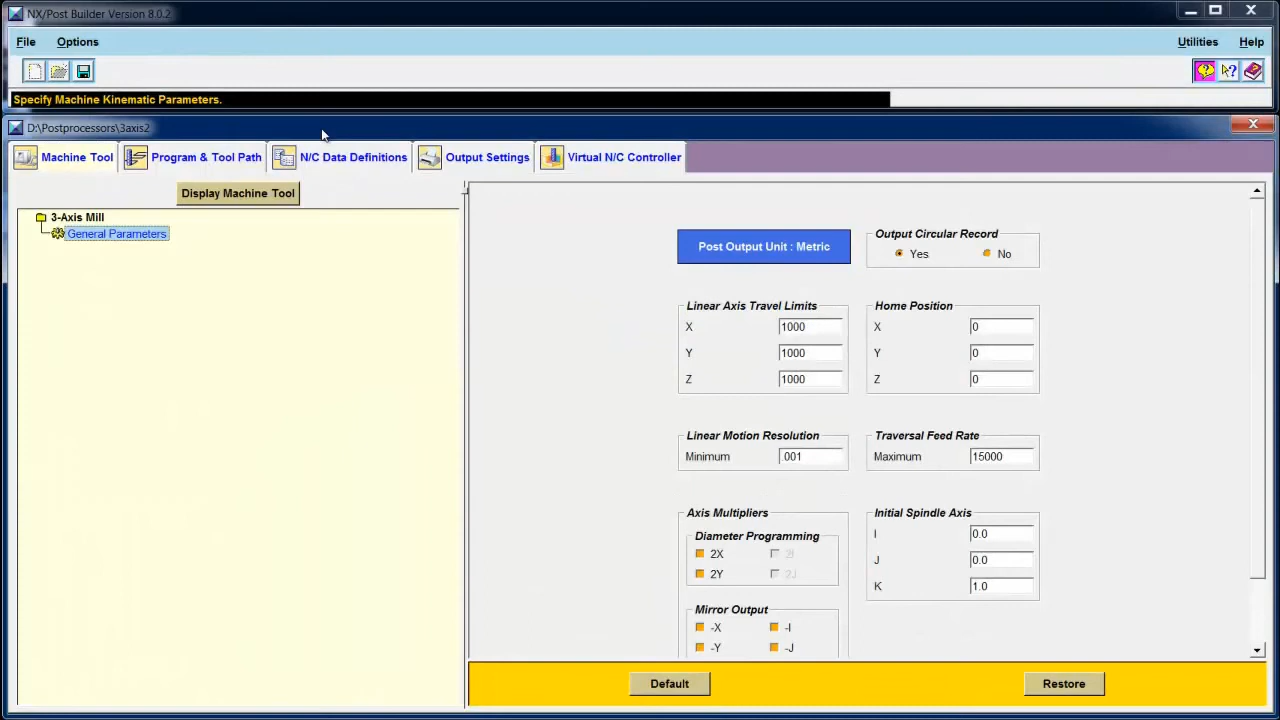 NX/Post Builder Version 8.0.2
File Options Utilities Help
Specify Machine Kinematic Parameters.
D:\Postprocessors\3axis2
Machine Tool Program & Tool Path N/C Data Definitions Output Settings Virtual N/C Controller
Display Machine Tool
3-Axis Mill
General Parameters
Post Output Unit : Metric
Output Circular Record
Yes No
Linear Axis Travel Limits
X 1000
Y 1000
Z 1000
Home Position
X 0
Y 0
Z 0
Linear Motion Resolution
Minimum .001
Traversal Feed Rate
Maximum 15000
Axis Multipliers
Diameter Programming
2X 2I
2Y 2J
Mirror Output
-X -I
-Y -J
Initial Spindle Axis
I 0.0
J 0.0
K 1.0
Default Restore